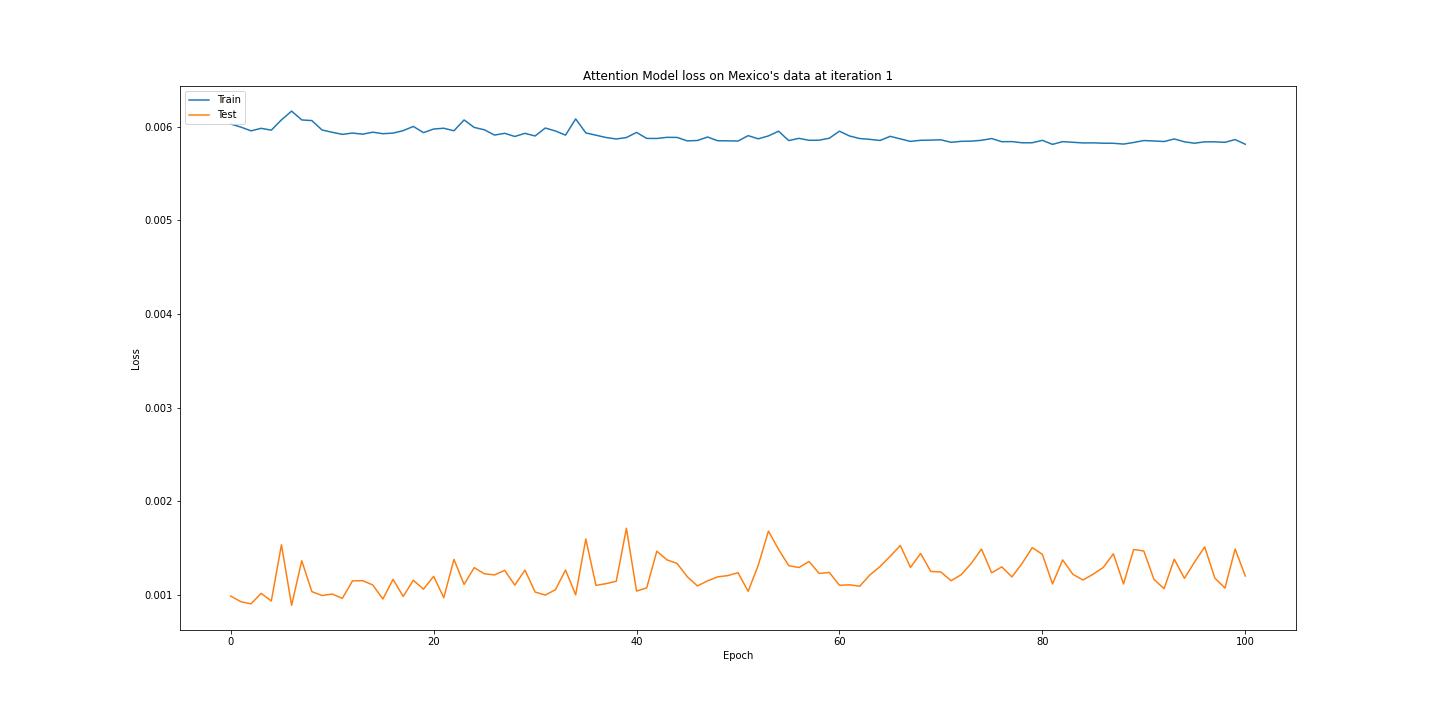 Attention Model loss on Mexico's data at iteration 1
Train
Test
0.006
0.005
0.004
0.003
0.002
0.001
Loss
0 20 40 60 80 100
Epoch